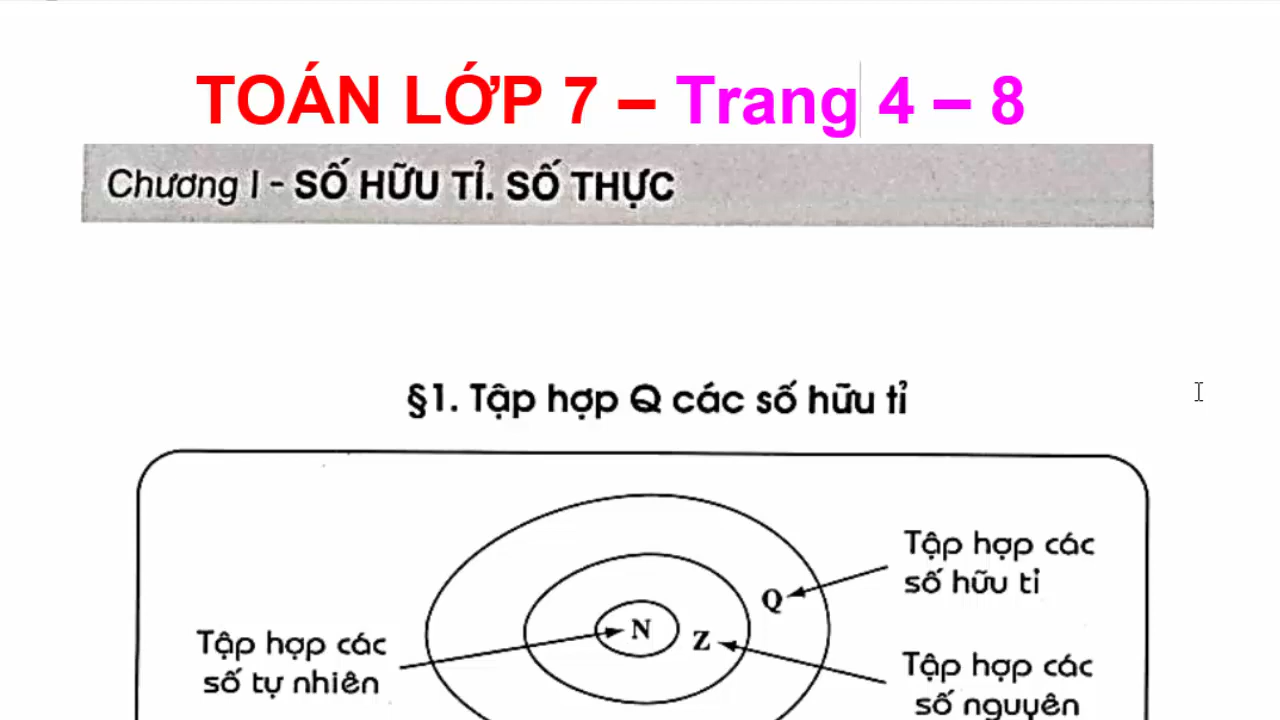 TOÁN LỚP 7 – Trang 4 – 8
Chương I - SỐ HỮU TỈ. SỐ THỰC
§1. Tập hợp Q các số hữu tỉ
Tập hợp các
số hữu tỉ
Q
N
Z
Tập hợp các
số tự nhiên
Tập hợp các
số nguyên